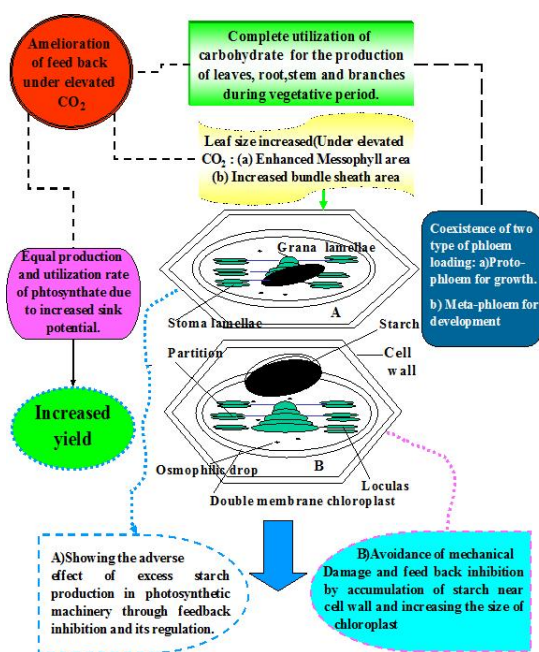 Amelioration
of feed back
under elevated
CO2
Complete utilization of
carbohydrate for the production
of leaves, root,stem and branches
during vegetative period.
Leaf size increased(Under elevated
CO2 : (a) Enhanced Messophyll area
(b) Increased bundle sheath area
Equal production
and utilization rate
of phtosynthate due
to increased sink
potential.
Coexistence of two
type of phloem
loading: a)Proto-
phloem for growth.
b) Meta-phloem for
development
Grana lamellae
A
Stoma lamellae
Starch
Partition
Cell
wall
Increased
yield
Osmophilic drop
B
Loculas
Double membrane chloroplast
A)Showing the adverse
effect of excess starch
production in photosynthetic
machinery through feedback
inhibition and its regulation.
B)Avoidance of mechanical
Damage and feed back inhibition
by accumulation of starch near
cell wall and increasing the size of
chloroplast